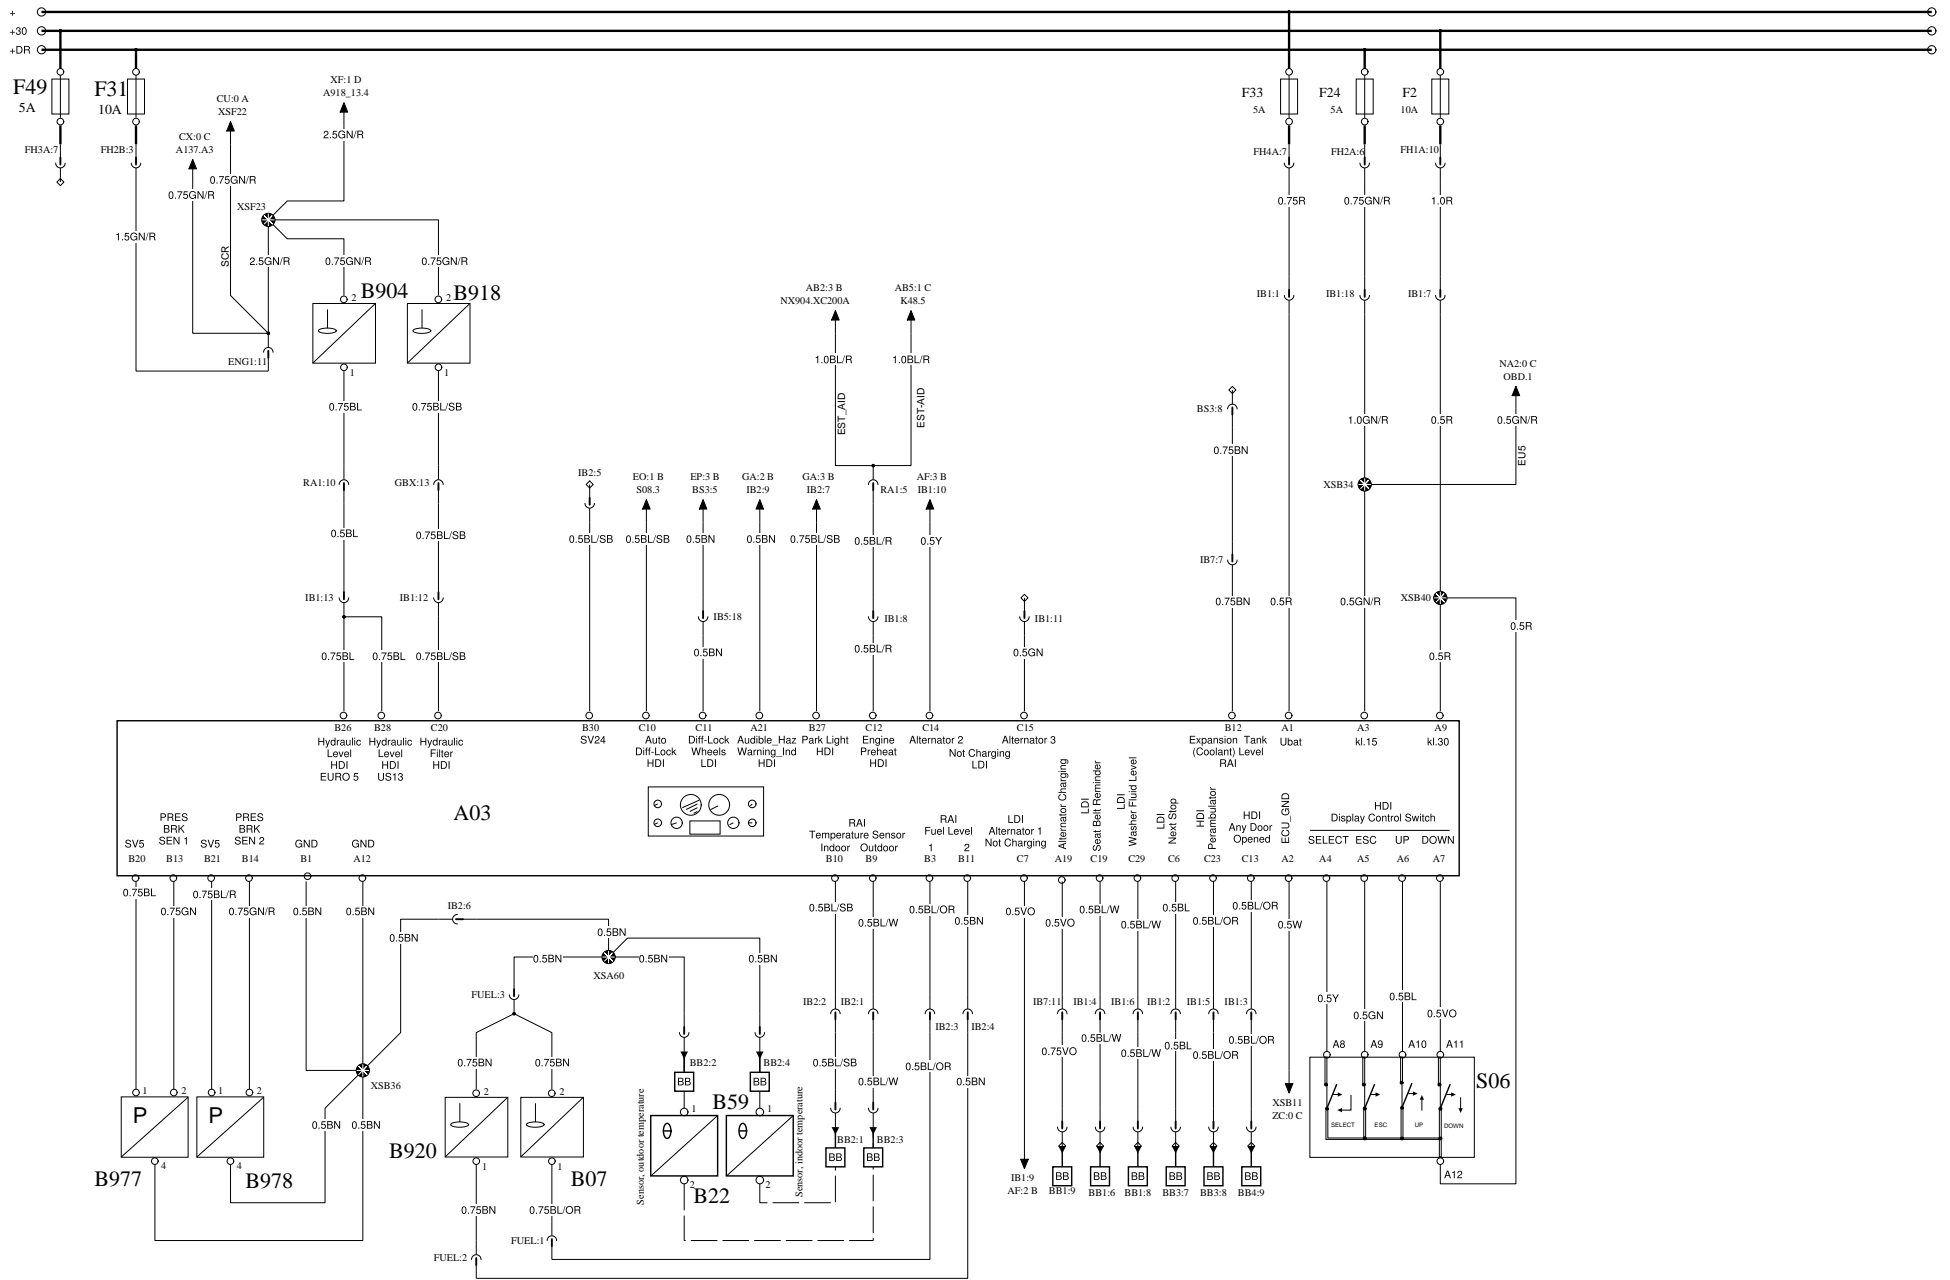 +
+30
+DR
F49
5A
F31
10A
FH3A:7
FH2B:3
CX:0 C
A137.A3
CU:0 A
XSF22
XF:1 D
A918_13.4
2.5GN/R
0.75GN/R
0.75GN/R
XSF23
1.5GN/R
SCR
2.5GN/R
0.75GN/R
0.75GN/R
ENG1:11
2
B904
2
B918
1
1
0.75BL
0.75BL/SB
RA1:10
GBX:13
0.5BL
0.75BL/SB
IB1:13
IB1:12
0.75BL
0.75BL
0.75BL/SB
F33
5A
F24
5A
F2
10A
FH4A:7
FH2A:6
FH1A:10
0.75R
0.75GN/R
1.0R
IB1:1
IB1:18
IB1:7
AB2:3 B
NX904.XC200A
AB5:1 C
K48.5
1.0BL/R
1.0BL/R
EST_AID
EST-AID
NA2:0 C
OBD.1
BS3:8
1.0GN/R
0.5R
0.5GN/R
EU5
0.75BN
XSB34
IB2:5
EO:1 B
S08.3
EP:3 B
BS3:5
GA:2 B
IB2:9
GA:3 B
IB2:7
RA1:5
AF:3 B
IB1:10
0.5BL/SB
0.5BL/SB
0.5BN
0.5BN
0.75BL/SB
0.5BL/R
0.5Y
IB7:7
IB5:18
IB1:8
IB1:11
0.75BN
0.5R
0.5GN/R
XSB40
0.5R
0.5BN
0.5BL/R
0.5GN
0.5R
B26
Hydraulic
Level
HDI
EURO 5
B28
Hydraulic
Level
HDI
US13
C20
Hydraulic
Filter
HDI
B30
SV24
C10
Auto
Diff-Lock
HDI
C11
Diff-Lock
Wheels
LDI
A21
Audible_Haz
Warning_Ind
HDI
B27
Park Light
HDI
C12
Engine
Preheat
HDI
C14
Alternator 2
C15
Alternator 3
Not Charging
LDI
B12
Expansion Tank
(Coolant) Level
RAI
A1
Ubat
A3
kl.15
A9
kl.30
A03
SV5
B20
PRES
BRK
SEN 1
B13
SV5
B21
PRES
BRK
SEN 2
B14
GND
B1
GND
A12
RAI
Temperature Sensor
Indoor
Outdoor
B10
B9
RAI
Fuel Level
1
2
B3
B11
LDI
Alternator 1
Not Charging
C7
Alternator Charging
A19
LDI
Seat Belt Reminder
C19
LDI
Washer Fluid Level
C29
LDI
Next Stop
C6
HDI
Perambulator
C23
HDI
Any Door
Opened
C13
ECU_GND
A2
HDI
Display Control Switch
SELECT
ESC
UP
DOWN
A4
A5
A6
A7
0.75BL
0.75GN
0.75BL/R
0.75GN/R
0.5BN
0.5BN
IB2:6
0.5BN
0.5BN
0.5BN
0.5BN
0.5BN
XSA60
FUEL:3
0.75BN
0.75BN
XSB36
0.5BN
0.5BN
1
2
P
4
B977
1
2
P
4
B978
B920
2
1
B07
2
1
0.75BN
0.75BL/OR
FUEL:2
FUEL:1
BB2:2
BB
BB2:4
BB
Sensor, outdoor temperature
1
θ
2
B22
B59
1
θ
2
Sensor, indoor temperature
0.5BL/SB
0.5BL/W
0.5BL/OR
0.5BN
IB2:2
IB2:1
IB2:3
IB2:4
0.5BL/SB
0.5BL/W
0.5BL/OR
0.5BN
BB2:1
BB
BB2:3
BB
0.5VO
0.5VO
0.5BL/W
0.5BL/W
0.5BL
0.5BL/OR
0.5BL/OR
0.5W
IB7:11
IB1:4
IB1:6
IB1:2
IB1:5
IB1:3
0.75VO
0.5BL/W
0.5BL/W
0.5BL
0.5BL/OR
0.5BL/OR
IB1:9
AF:2 B
BB
BB1:9
BB
BB1:6
BB
BB1:8
BB
BB3:7
BB
BB3:8
BB
BB4:9
XSB11
ZC:0 C
0.5Y
0.5GN
0.5BL
0.5VO
A8
A9
A10
A11
S06
SELECT
ESC
UP
DOWN
A12